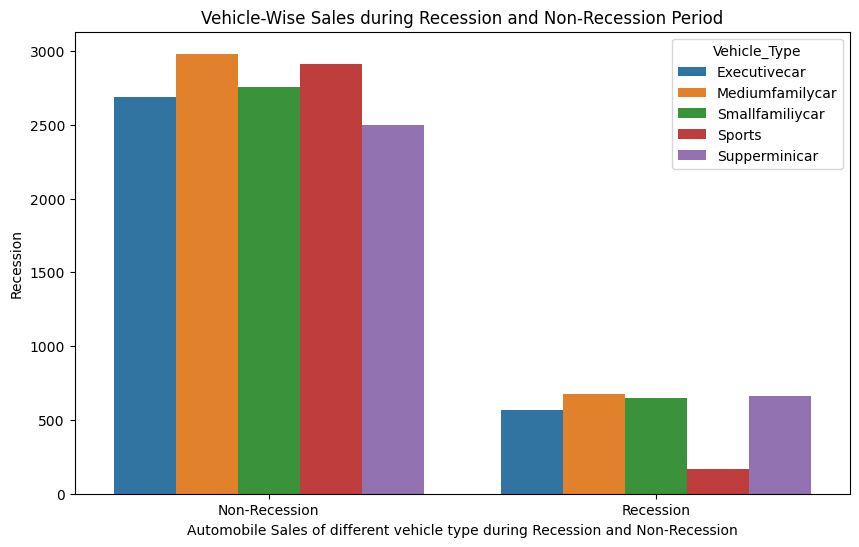 Vehicle-Wise Sales during Recession and Non-Recession Period
Vehicle_Type
Executivecar
Mediumfamilycar
Smallfamiliycar
Sports
Supperminicar
Recession
3000
2500
2000
1500
1000
500
0
Non-Recession
Recession
Automobile Sales of different vehicle type during Recession and Non-Recession